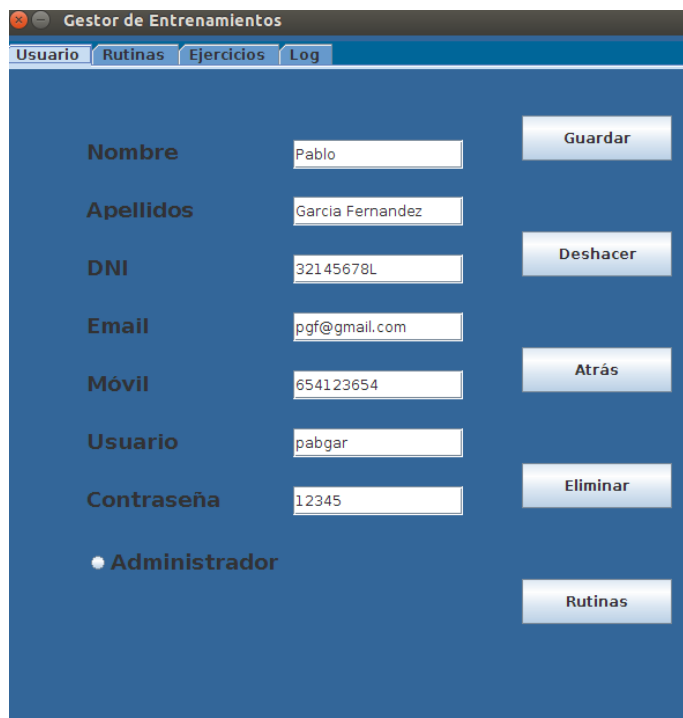 Gestor de Entrenamientos
Usuario Rutinas Ejercicios Log
Nombre Pablo Guardar
Apellidos Garcia Fernandez
DNI 32145678L Deshacer
Email pgf@gmail.com
Móvil 654123654 Atrás
Usuario pabgar
Contraseña 12345 Eliminar
Administrador
Rutinas